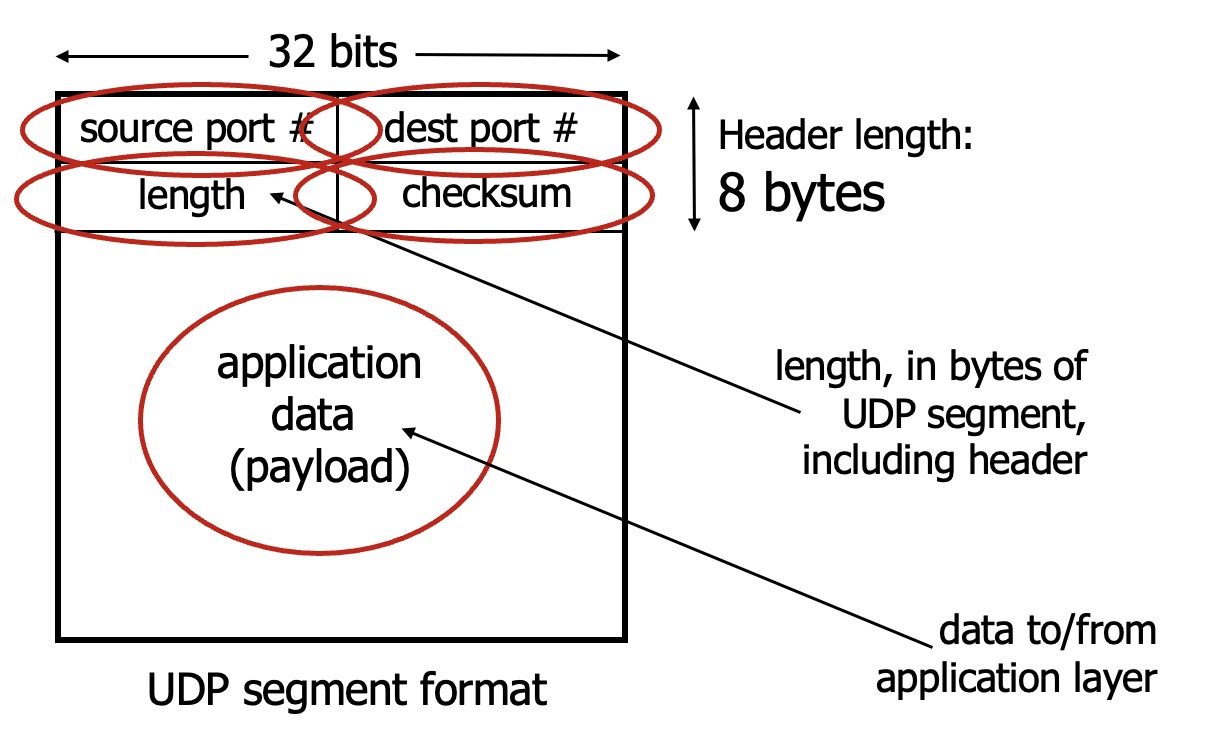 32 bits
source port #
dest port #
Header length:
8 bytes
length
checksum
application
data
(payload)
length, in bytes of
UDP segment,
including header
data to/from
application layer
UDP segment format